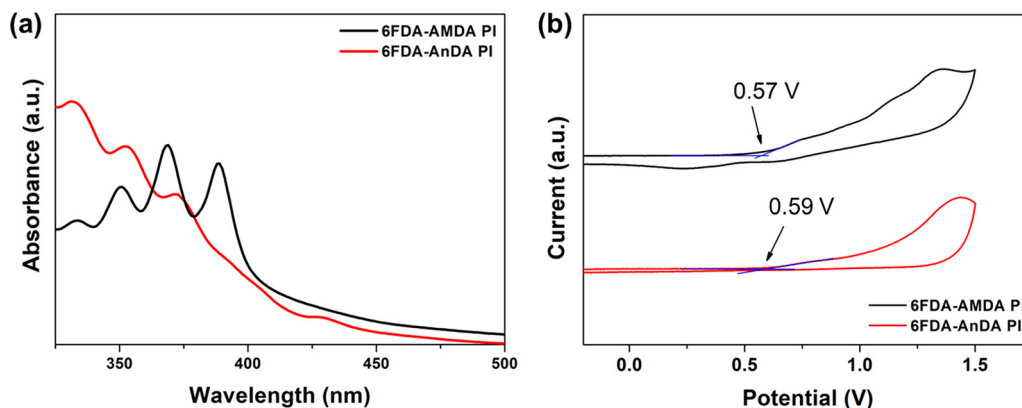 (a)
6FDA-AMDA PI
6FDA-AnDA PI
Absorbance (a.u.)
350
400
450
500
Wavelength (nm)
(b)
0.57 V
0.59 V
6FDA-AMDA PI
6FDA-AnDA PI
Current (a.u.)
0.0
0.5
1.0
1.5
Potential (V)